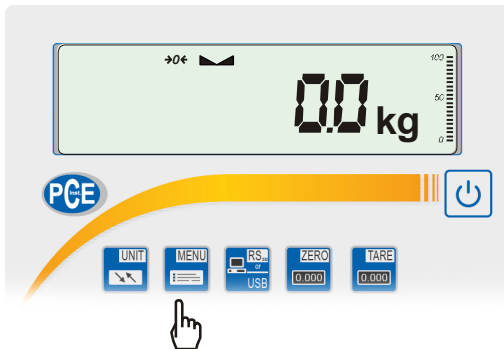 →0← 100
0.0 kg
50
0
PCE
Inst.
UNIT
MENU
RS232
or
USB
ZERO
0.000
TARE
0.000